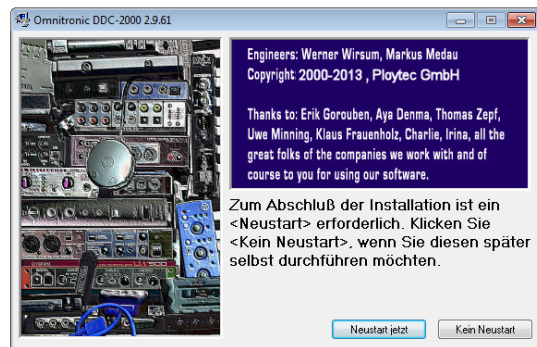 Omnitronic DDC-2000 2.9.61
Engineers: Werner Wirsum, Markus Medau
Copyright 2000-2013 , Ploytec GmbH
Thanks to: Erik Gorouben, Aya Denma, Thomas Zepf,
Uwe Minning, Klaus Frauenholz, Charlie, Irina, all the
great folks of the companies we work with and of
course to you for using our software.
Zum Abschluß der Installation ist ein
<Neustart> erforderlich. Klicken Sie
<Kein Neustart>, wenn Sie diesen später
selbst durchführen möchten.
Neustart jetzt
Kein Neustart